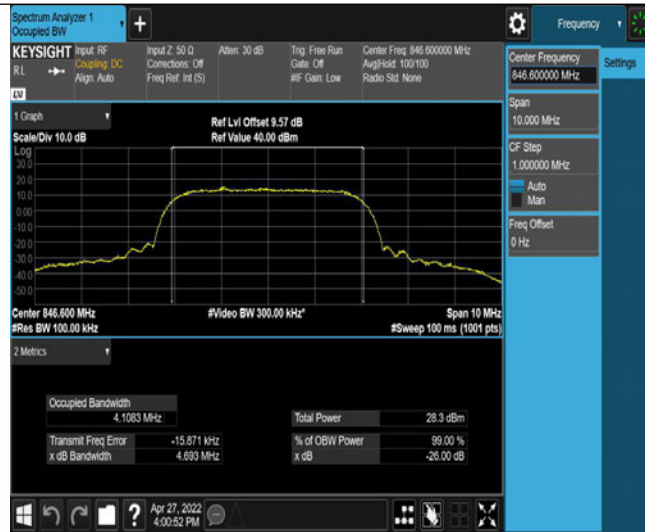 Spectrum Analyzer 1
Occupied BW
Frequency
KEYSIGHT
RL
Input: RF
Coupling: DC
Align: Auto
Input Z: 50 Ω
Corrections: Off
Freq Ref: Int (S)
Atten: 30 dB
Trig: Free Run
Gate: Off
#IF Gain: Low
Center Freq: 846.600000 MHz
Avg|Hold: 100/100
Radio Std: None
LXI
1 Graph
Scale/Div 10.0 dB
Ref Lvl Offset 9.57 dB
Ref Value 40.00 dBm
Log
30.0
20.0
10.0
0.00
-10.0
-20.0
-30.0
-40.0
-50.0
Center 846.600 MHz
#Res BW 100.00 kHz
#Video BW 300.00 kHz*
Span 10 MHz
#Sweep 100 ms (1001 pts)
2 Metrics
Occupied Bandwidth
4.1083 MHz
Transmit Freq Error -15.871 kHz
x dB Bandwidth 4.693 MHz
Total Power 28.3 dBm
% of OBW Power 99.00 %
x dB -26.00 dB
Apr 27, 2022
4:00:52 PM
Center Frequency
846.600000 MHz
Span
10.000 MHz
CF Step
1.000000 MHz
Auto
Man
Freq Offset
0 Hz
Settings